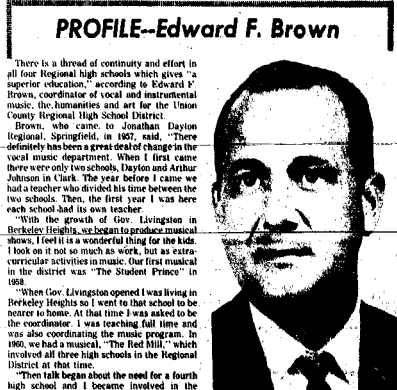 PROFILE--Edward F. Brown
There is a thread of continuity and effort in
all four Regional high schools which gives "a
superior education," according to Edward F.
Brown, coordinator of vocal and instrumental
music, the humanities and art for the Union
County Regional High School District.
Brown, who came to Jonathan Dayton
Regional, Springfield, in 1957, said, "There
definitely has been a great deal of change in the
vocal music department. When I first came
there were only two schools, Dayton and Arthur
Johnson in Clark. The year before I came we
had a teacher who divided his time between the
two schools. Then, the first year I was here
each school had its own teacher.
"With the growth of Gov. Livingston in
Berkeley Heights, we began to produce musical
shows. I feel it is a wonderful thing for the kids.
I look on it not so much as work, but as extra-
curricular activities in music. Our first musical
in the district was "The Student Prince" in
1958.
"When Gov. Livingston opened I was living in
Berkeley Heights so I went to that school to be
nearer to home. At that time I was asked to be
the coordinator. I was teaching full time and
was also coordinating the music program. In
1960, we had a musical, "The Red Mill," which
involved all three high schools in the Regional
District at that time.
"Then talk began about the need for a fourth
high school and I became involved in the